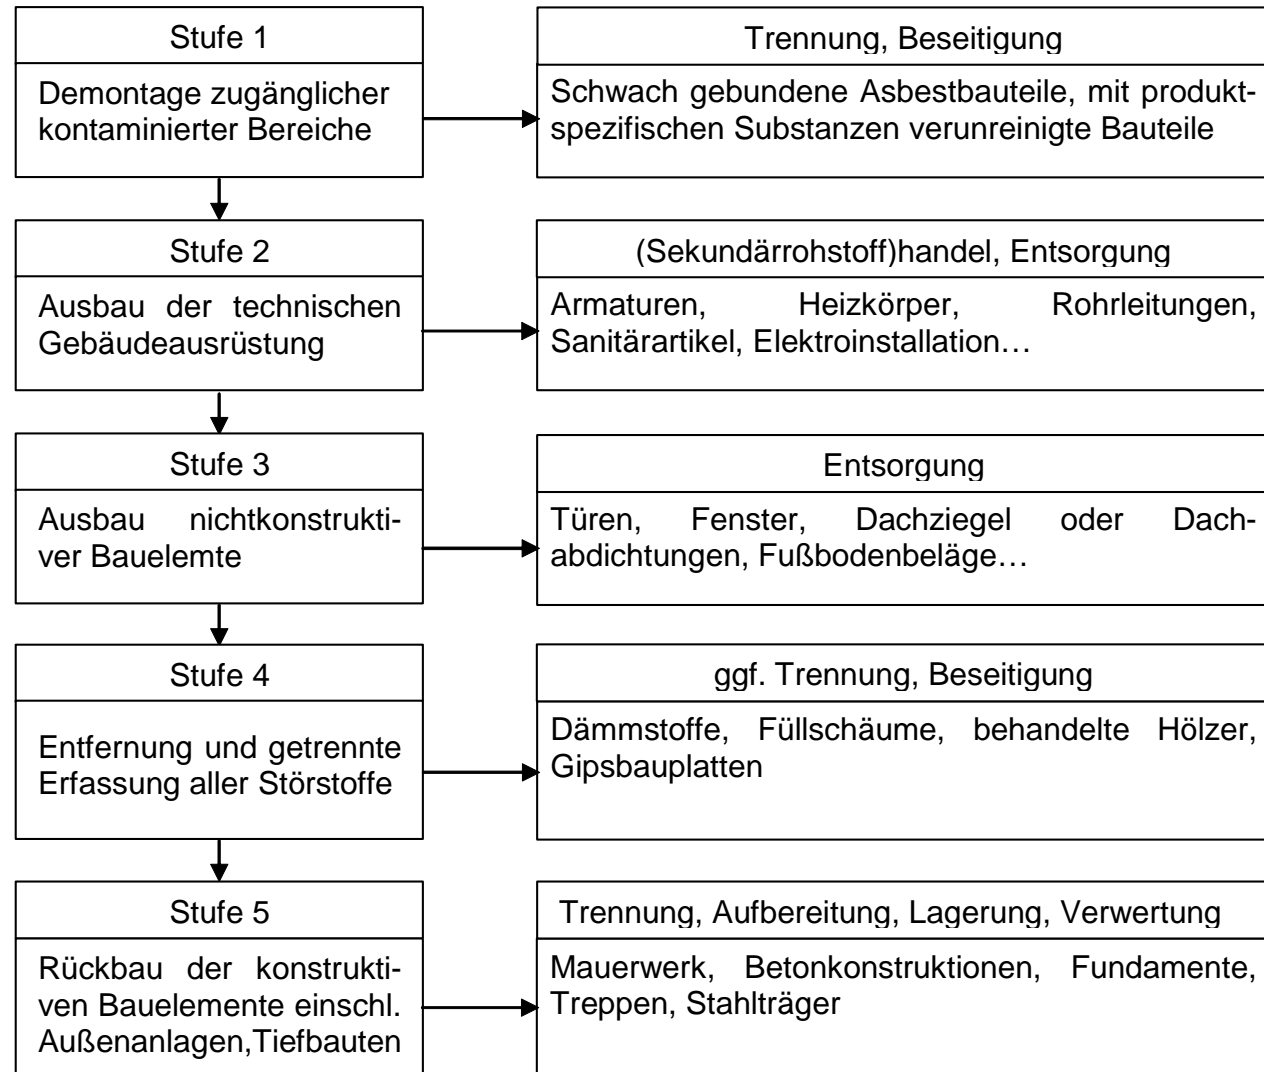 Stufe 1
Demontage zugänglicher
kontaminierter Bereiche
Trennung, Beseitigung
Schwach gebundene Asbestbauteile, mit produkt-
spezifischen Substanzen verunreinigte Bauteile
Stufe 2
Ausbau der technischen
Gebäudeausrüstung
(Sekundärrohstoff)handel, Entsorgung
Armaturen, Heizkörper, Rohrleitungen,
Sanitärartikel, Elektroinstallation…
Stufe 3
Ausbau nichtkonstrukti-
ver Bauelemte
Entsorgung
Türen, Fenster, Dachziegel oder Dach-
abdichtungen, Fußbodenbeläge…
Stufe 4
Entfernung und getrennte
Erfassung aller Störstoffe
ggf. Trennung, Beseitigung
Dämmstoffe, Füllschäume, behandelte Hölzer,
Gipsbauplatten
Stufe 5
Rückbau der konstrukti-
ven Bauelemente einschl.
Außenanlagen,Tiefbauten
Trennung, Aufbereitung, Lagerung, Verwertung
Mauerwerk, Betonkonstruktionen, Fundamente,
Treppen, Stahlträger